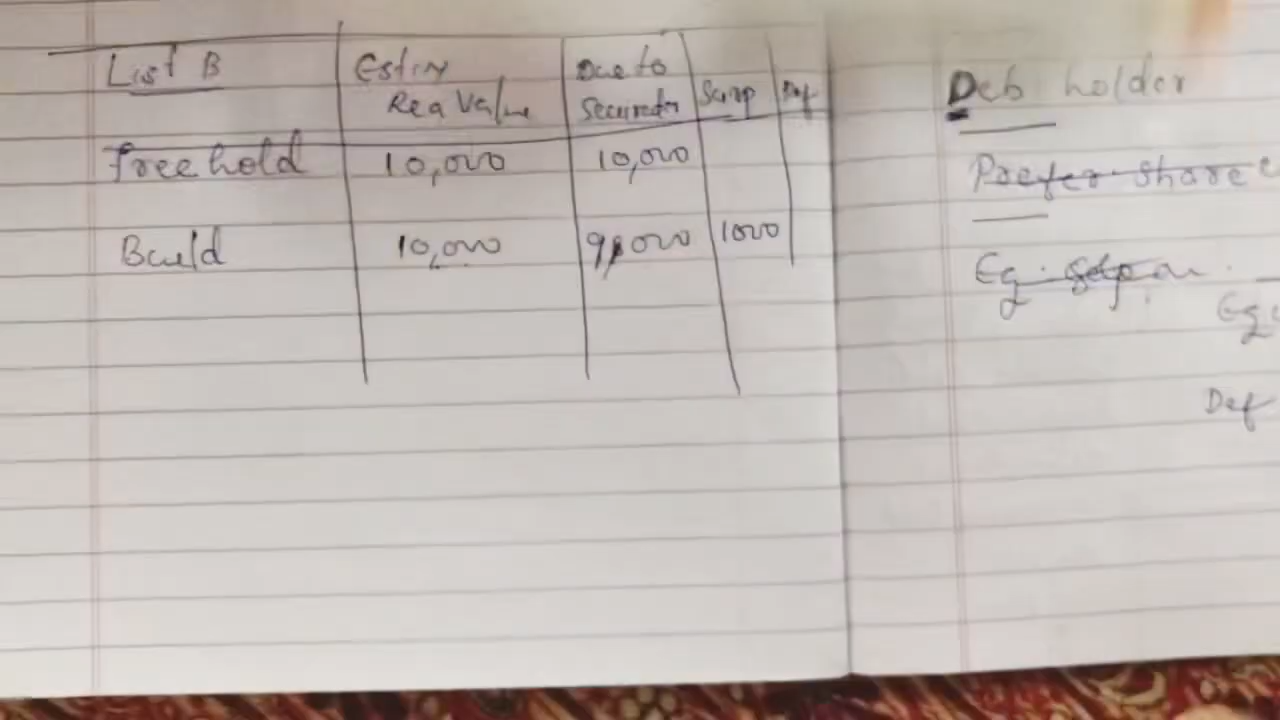 List B Estim Due to
Rea Value Secured Surp Def
Freehold 10,000 10,000
Build 10,000 9,000 1000
Deb holder
Prefer share
Eq.
Def